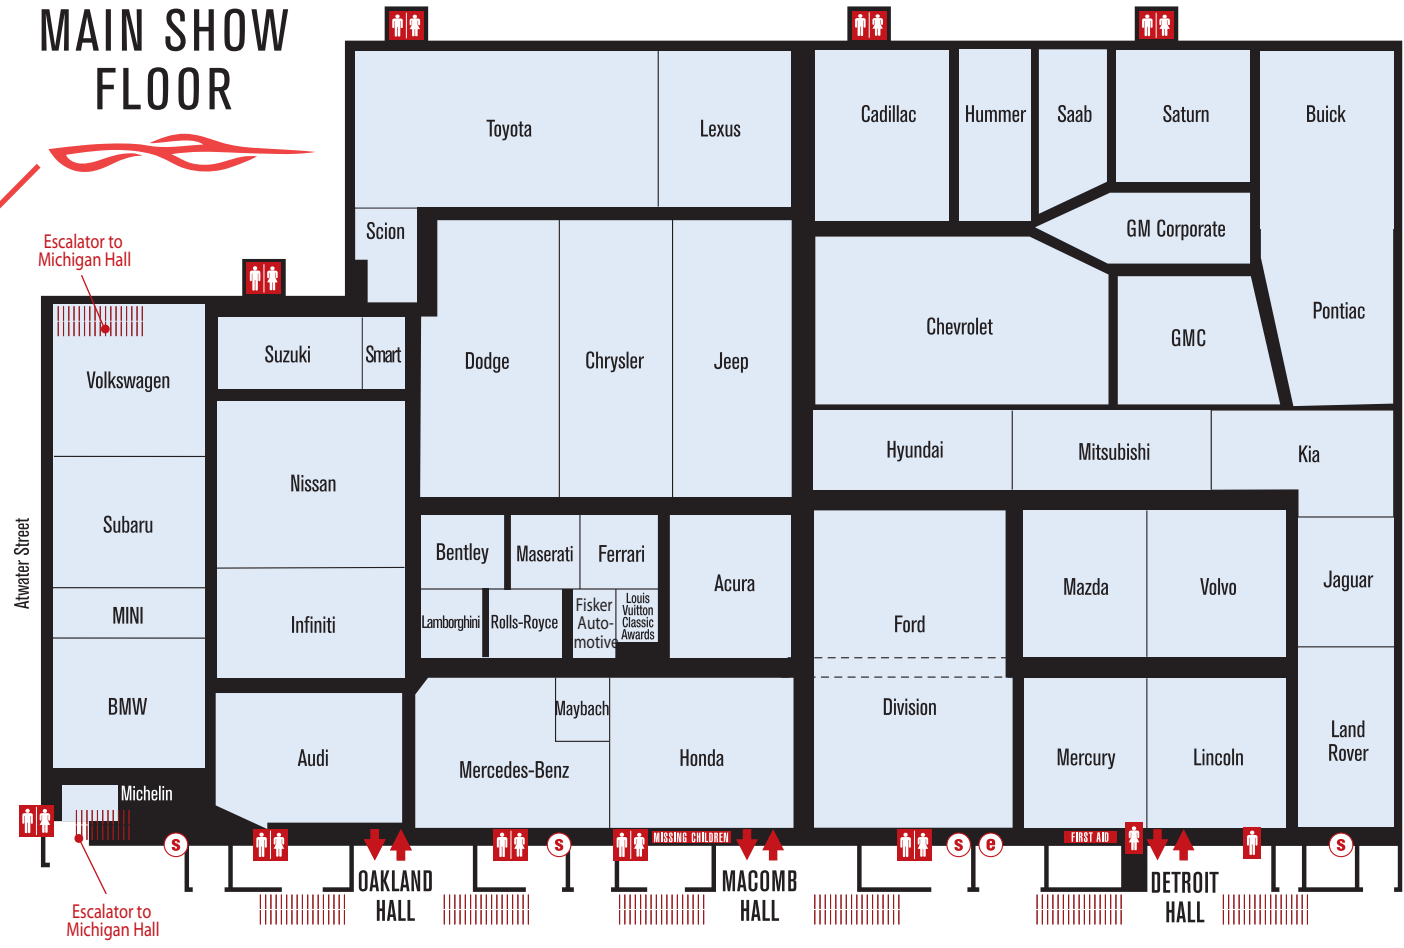 MAIN SHOW
FLOOR
Toyota
Lexus
Cadillac
Hummer
Saab
Saturn
Buick
Scion
GM Corporate
Escalator to
Michigan Hall
Chevrolet
GMC
Pontiac
Volkswagen
Suzuki
Smart
Dodge
Chrysler
Jeep
Hyundai
Mitsubishi
Kia
Nissan
Subaru
Atwater Street
Bentley
Maserati
Ferrari
Acura
Mazda
Volvo
Jaguar
MINI
Infiniti
Lamborghini
Rolls-Royce
Fisker
Auto-
motive
Louis
Vuitton
Classic
Awards
Ford
Division
BMW
Audi
Maybach
Mercedes-Benz
Honda
Mercury
Lincoln
Land
Rover
Michelin
S
S
MISSING CHILDREN
S
e
FIRST AID
S
OAKLAND
HALL
MACOMB
HALL
DETROIT
HALL
Escalator to
Michigan Hall